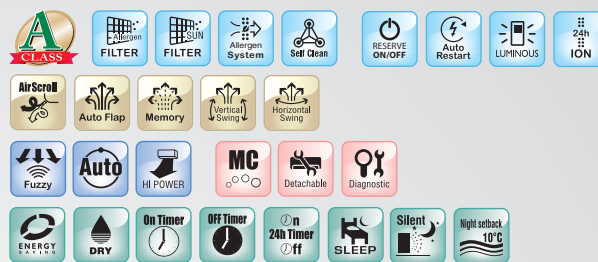 A
CLASS
Allergen
FILTER
SUN
FILTER
Allergen
System
Self Clean
RESERVE
ON/OFF
Auto
Restart
LUMINOUS
24h
ION
AirScroll
Auto Flap
Memory
Vertical
Swing
Horizontal
Swing
Fuzzy
Auto
HI POWER
MC
Detachable
Diagnostic
ENERGY
SAVING
DRY
On Timer
OFF Timer
On
24h Timer
Off
SLEEP
Silent
Night setback
10°C